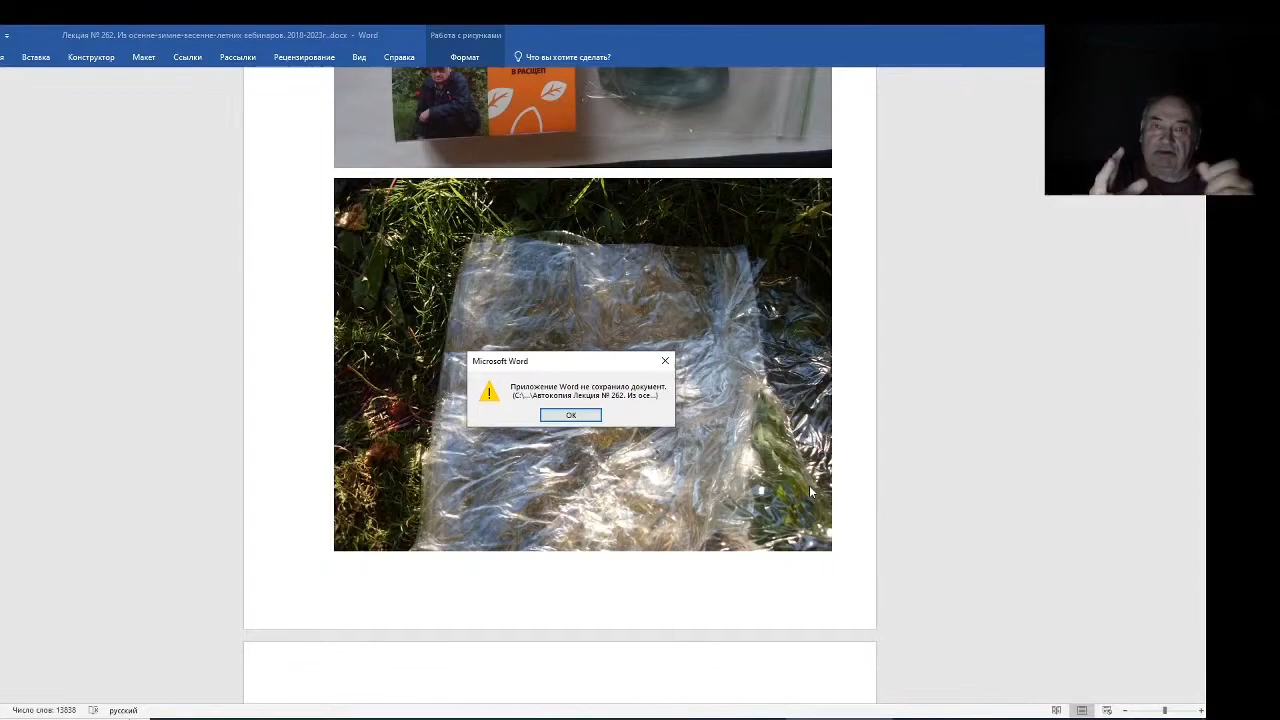 Лекция № 262. Из осенне-зимне-весенне-летних вебинаров. 2018-2023г..docx - Word
Работа с рисунками
я Вставка Конструктор Макет Ссылки Рассылки Рецензирование Вид Справка Формат Что вы хотите сделать?
В РАСЩЕП
Microsoft Word
Приложение Word не сохранило документ.
(C:\...\Автокопия Лекция № 262. Из осе...)
ОК
Число слов: 13838 русский